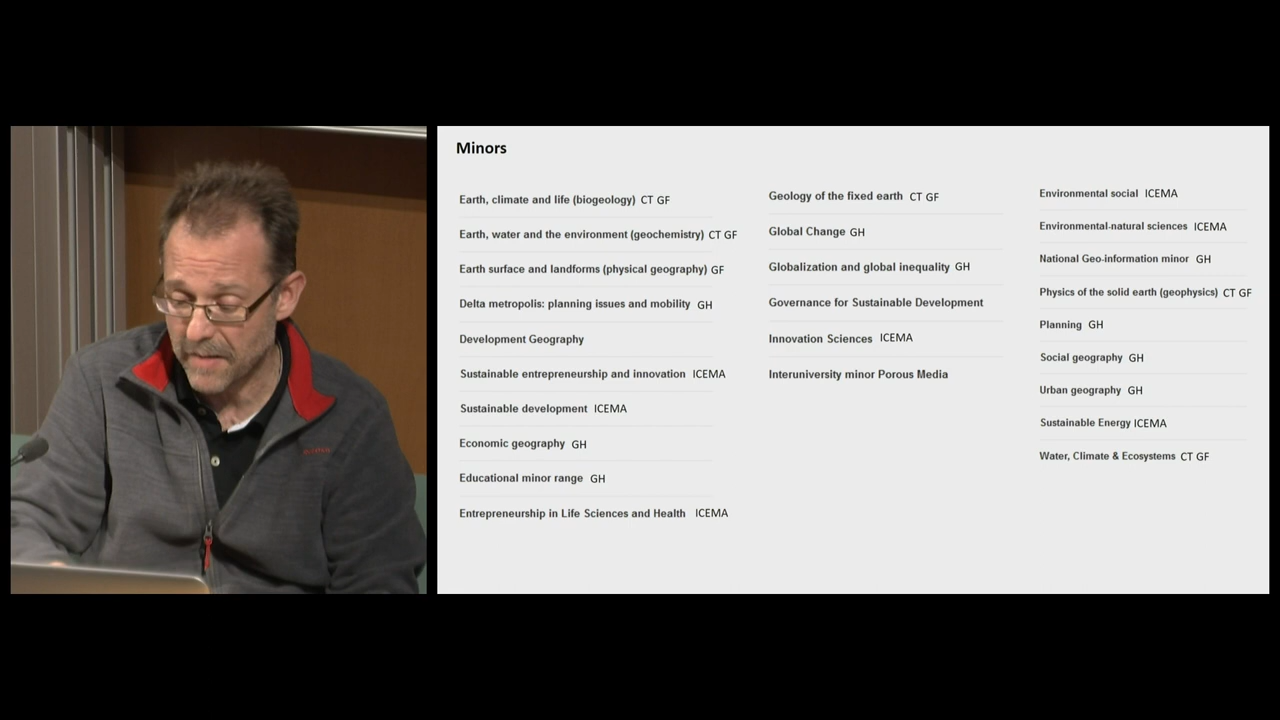 Minors
Earth, climate and life (biogeology) CT GF
Earth, water and the environment (geochemistry) CT GF
Earth surface and landforms (physical geography) GF
Delta metropolis: planning issues and mobility GH
Development Geography
Sustainable entrepreneurship and innovation ICEMA
Sustainable development ICEMA
Economic geography GH
Educational minor range GH
Entrepreneurship in Life Sciences and Health ICEMA
Geology of the fixed earth CT GF
Global Change GH
Globalization and global inequality GH
Governance for Sustainable Development
Innovation Sciences ICEMA
Interuniversity minor Porous Media
Environmental social ICEMA
Environmental-natural sciences ICEMA
National Geo-information minor GH
Physics of the solid earth (geophysics) CT GF
Planning GH
Social geography GH
Urban geography GH
Sustainable Energy ICEMA
Water, Climate & Ecosystems CT GF